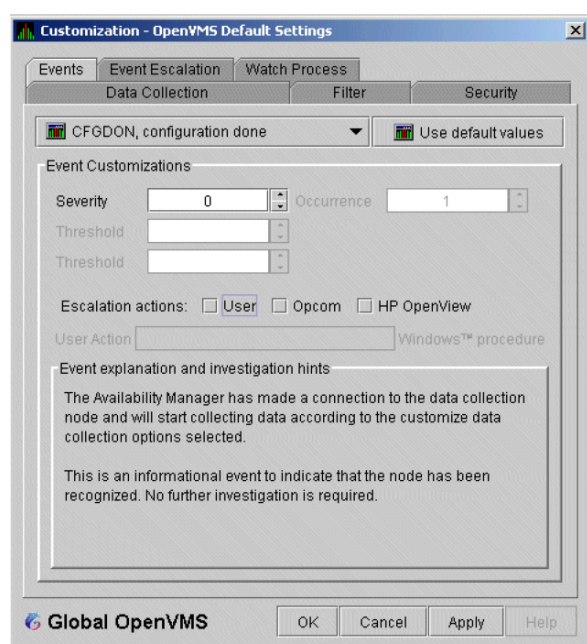 Customization - OpenVMS Default Settings
Events Event Escalation Watch Process
Data Collection Filter Security
CFGDON, configuration done Use default values
Event Customizations
Severity 0 Occurrence 1
Threshold
Threshold
Escalation actions: User Opcom HP OpenView
User Action Windows™ procedure
Event explanation and investigation hints
The Availability Manager has made a connection to the data collection
node and will start collecting data according to the customize data
collection options selected.
This is an informational event to indicate that the node has been
recognized. No further investigation is required.
Global OpenVMS OK Cancel Apply Help